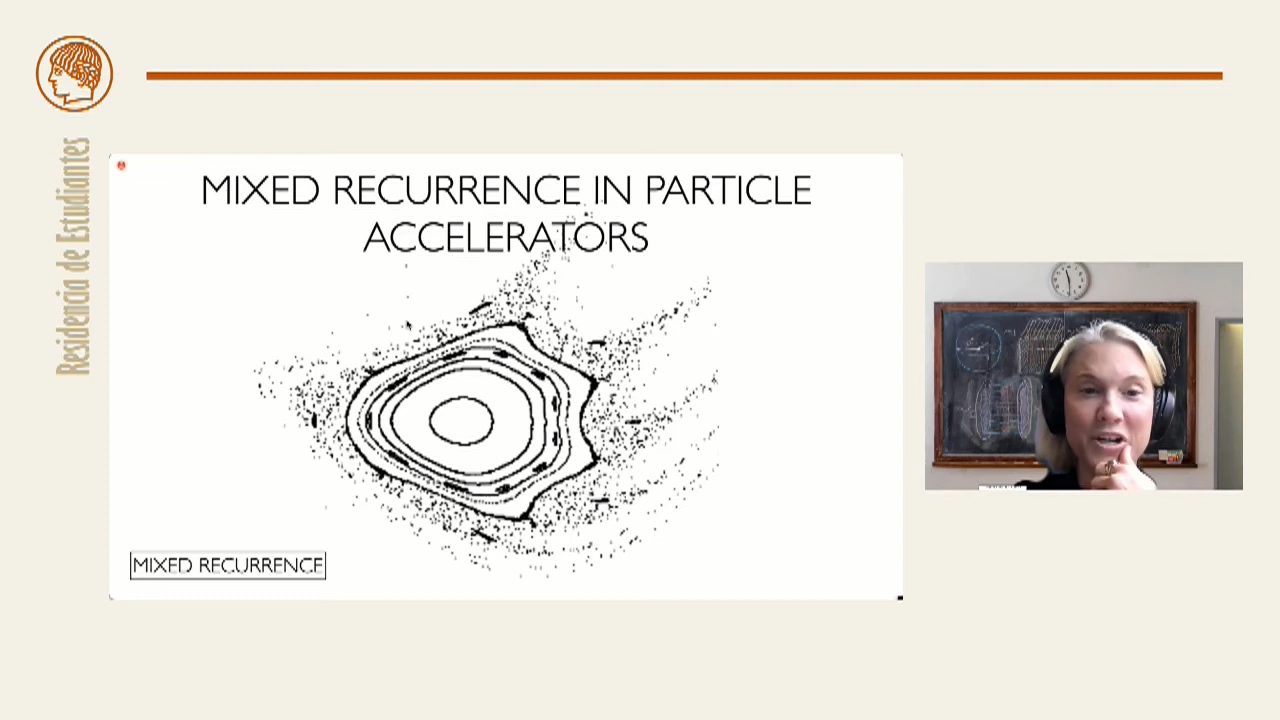 Residencia de Estudiantes
MIXED RECURRENCE IN PARTICLE
ACCELERATORS
MIXED RECURRENCE